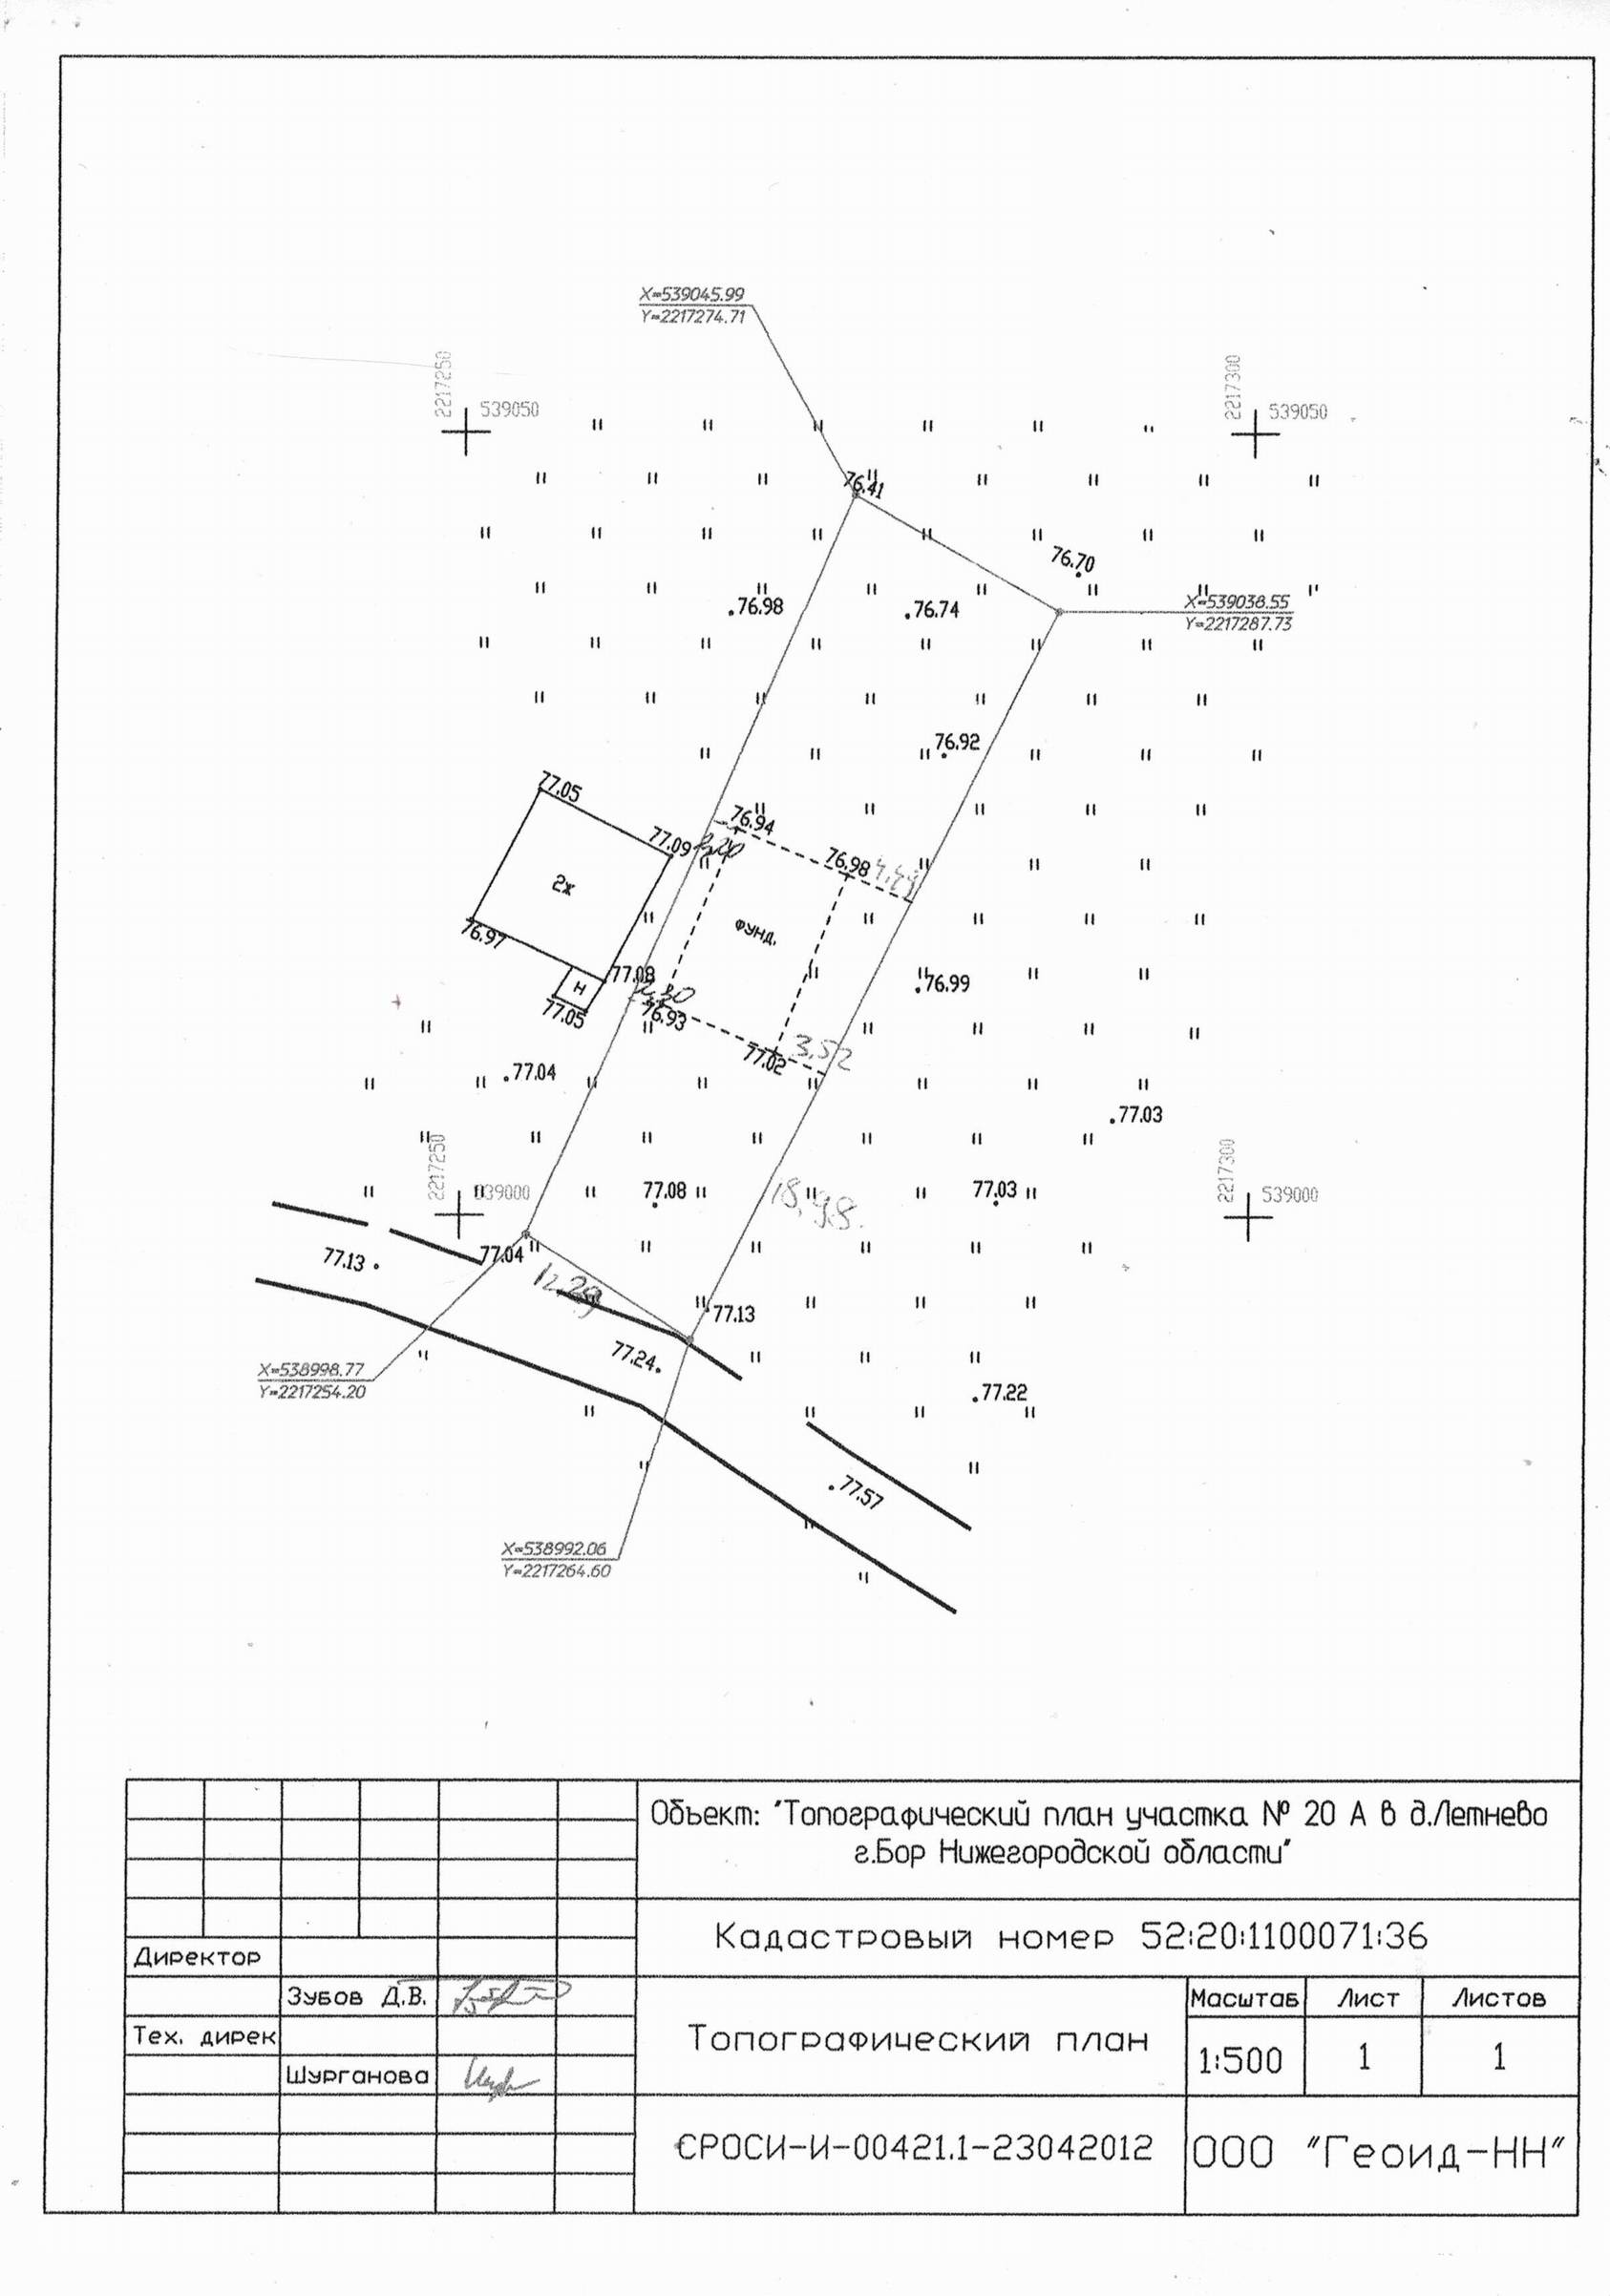 X=539045.99
Y=2217274.71
2217250
539050
2217300
539050
76.41
76.70
76.98
76.74
X=539038.55
Y=2217287.73
76.92
77.05
76.94
77.09
76.98
4,49
2ж
ФУНД.
76.97
77.08
76.99
Н
2,30
77.05
76.93
77.02
3,52
77.04
77.03
2217250
539000
77.08
77.03
2217300
539000
18,98
77.13
77.04
12.29
77.13
77.24
X=538998.77
Y=2217254.20
77.22
77.57
X=538992.06
Y=2217264.60
Объект: "Топографический план участка № 20 А в д.Летнево
г.Бор Нижегородской области"
Кадастровый номер 52:20:1100071:36
Директор
Зубов Д.В.
Тех. дирек
Шурганова
Топографический план
Масштаб Лист Листов
1:500 1 1
СРОСИ-И-00421.1-23042012
ООО "Геоид-НН"